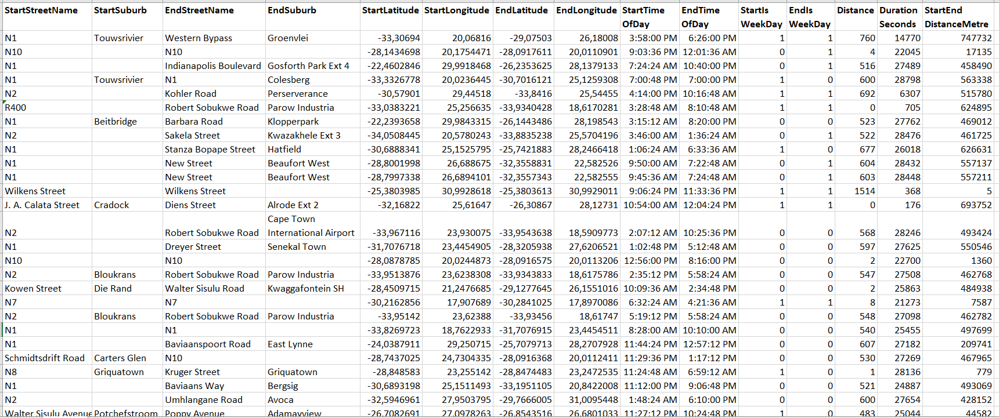 StartStreetName StartSuburb EndStreetName EndSuburb StartLatitude StartLongitude EndLatitude EndLongitude StartTime EndTime StartIs EndIs Distance Duration StartEnd
OfDay OfDay WeekDay WeekDay Seconds DistanceMetre
N1 Touwsrivier Western Bypass Groenvlei -33,30694 20,06816 -29,07503 26,18008 3:58:00 PM 6:26:00 PM 1 1 760 14770 747732
N10 N10 -28,1434698 20,1754471 -28,0917611 20,0110901 9:03:36 PM 12:01:36 AM 0 1 4 22045 17135
N1 Indianapolis Boulevard Gosforth Park Ext 4 -22,4602846 29,9918468 -26,2353625 28,1379133 7:24:24 AM 10:40:00 PM 0 1 516 27489 458490
N1 Touwsrivier N1 Colesberg -33,3326778 20,0236445 -30,7016121 25,1259308 7:00:48 PM 7:00:00 PM 1 0 600 28798 563338
N2 Kohler Road Perserverance -30,57901 29,44518 -33,8416 25,54455 4:14:00 PM 10:16:48 AM 1 1 692 6307 515780
R400 Robert Sobukwe Road Parow Industria -33,0383221 25,256635 -33,9340428 18,6170281 3:28:48 AM 8:10:48 AM 1 1 0 705 624895
N1 Beitbridge Barbara Road Klopperpark -22,2393658 29,9843315 -26,1443486 28,198543 3:15:12 AM 8:20:00 PM 0 0 523 27762 469012
N2 Sakela Street Kwazakhele Ext 3 -34,0508445 20,5780243 -33,8835238 25,5704196 3:46:00 AM 1:36:24 AM 0 1 522 28476 461725
N1 Stanza Bopape Street Hatfield -30,6888341 25,1525795 -25,7421883 28,2466418 1:06:24 AM 6:33:36 AM 1 0 677 26018 626631
N1 New Street Beaufort West -28,8001998 26,688675 -32,3558831 22,582526 9:50:00 AM 7:22:48 AM 0 1 604 28432 557137
N1 New Street Beaufort West -28,7997338 26,6894101 -32,3557343 22,582555 9:45:36 AM 7:24:48 AM 0 1 603 28448 557211
Wilkens Street Wilkens Street -25,3803985 30,9928618 -25,3803613 30,9929011 9:06:24 PM 11:33:36 PM 1 1 1514 368 5
J. A. Calata Street Cradock Diens Street Alrode Ext 2 -32,16822 25,61647 -26,30867 28,12731 10:54:00 AM 12:04:24 PM 1 1 0 176 693752
Cape Town
N2 Robert Sobukwe Road International Airport -33,967116 23,930075 -33,9543638 18,5909773 2:07:12 AM 10:25:36 PM 0 0 568 28246 493424
N1 Dreyer Street Senekal Town -31,7076718 23,4454905 -28,3205938 27,6206521 1:02:48 PM 5:12:48 AM 0 0 597 27625 550546
N10 N10 -28,0878785 20,0244873 -28,0916575 20,0113206 12:56:00 PM 8:16:00 PM 0 0 2 22700 1360
N2 Bloukrans Robert Sobukwe Road Parow Industria -33,9513876 23,6238308 -33,9343833 18,6175786 2:35:12 PM 5:58:24 AM 0 0 547 27508 462768
Kowen Street Die Rand Walter Sisulu Road Kwaggafontein SH -28,4509715 21,2476685 -29,1277645 26,1551016 10:09:36 AM 2:34:48 PM 0 0 2 25863 484938
N7 N7 -30,2162856 17,907689 -30,2841025 17,8970086 6:32:24 AM 4:21:36 AM 1 1 8 21273 7587
N2 Bloukrans Robert Sobukwe Road Parow Industria -33,95142 23,62388 -33,93456 18,61747 5:19:12 PM 5:58:24 AM 0 0 548 27098 462782
N1 N1 -33,8269723 18,7622933 -31,7076915 23,4454511 8:28:00 AM 10:10:00 AM 0 0 540 25455 497699
N1 Baviaanspoort Road East Lynne -24,0387911 29,250715 -25,7079713 28,2707928 11:44:24 PM 12:57:12 PM 0 0 607 27182 209741
Schmidtsdrift Road Carters Glen N10 -28,7437025 24,7304335 -28,0916368 20,0112411 11:29:36 PM 1:17:12 PM 0 0 530 27269 467965
N8 Griquatown Kruger Street Griquatown -28,848583 23,255142 -28,8474483 23,2472535 11:24:48 AM 6:59:12 AM 1 0 1 28136 779
N1 Baviaans Way Bergsig -30,6893198 25,1511493 -33,1951105 20,8422008 11:12:00 PM 9:06:48 PM 0 0 521 24887 493069
N2 Umhlangane Road Avoca -32,5946961 27,9503795 -29,7666005 31,0095448 1:48:24 AM 6:10:00 PM 0 0 600 27654 428152
Walter Sisulu Avenue Potchefstroom Poppy Avenue Adamayview -26,7082691 27,0978263 -26,8543516 26,6801033 11:27:12 PM 10:24:48 PM 1 0 483 25044 44582